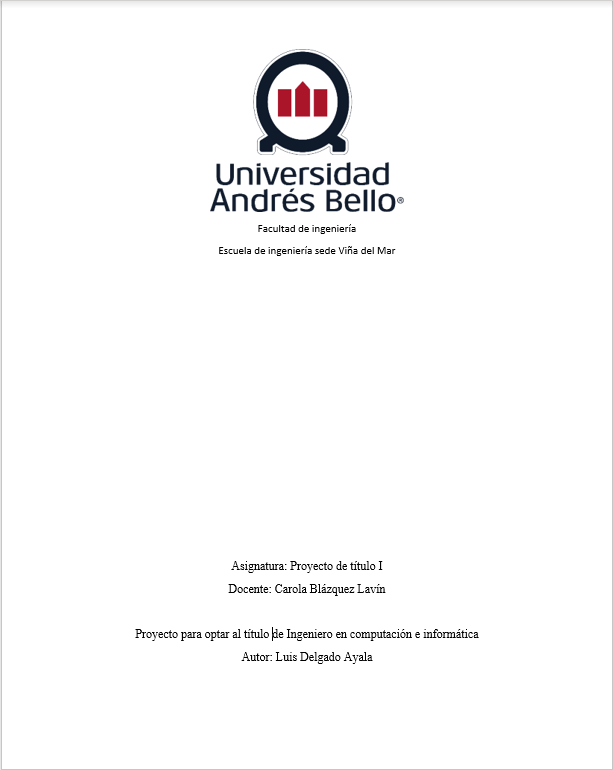 Universidad
Andrés Bello®
Facultad de ingeniería
Escuela de ingeniería sede Viña del Mar
Asignatura: Proyecto de título I
Docente: Carola Blázquez Lavín
Proyecto para optar al título de Ingeniero en computación e informática
Autor: Luis Delgado Ayala